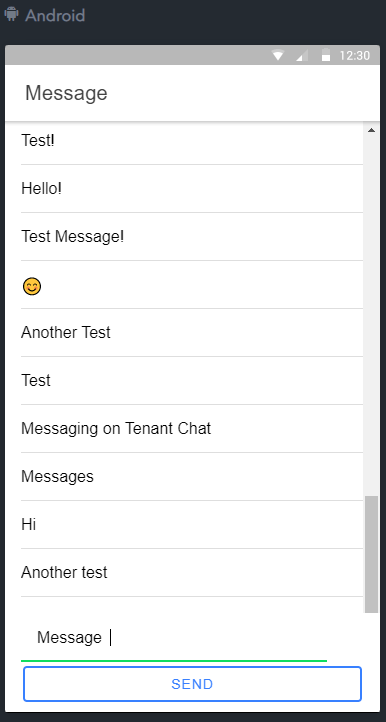 Android
12:30
Message
Test!
Hello!
Test Message!
😊
Another Test
Test
Messaging on Tenant Chat
Messages
Hi
Another test
Message
SEND